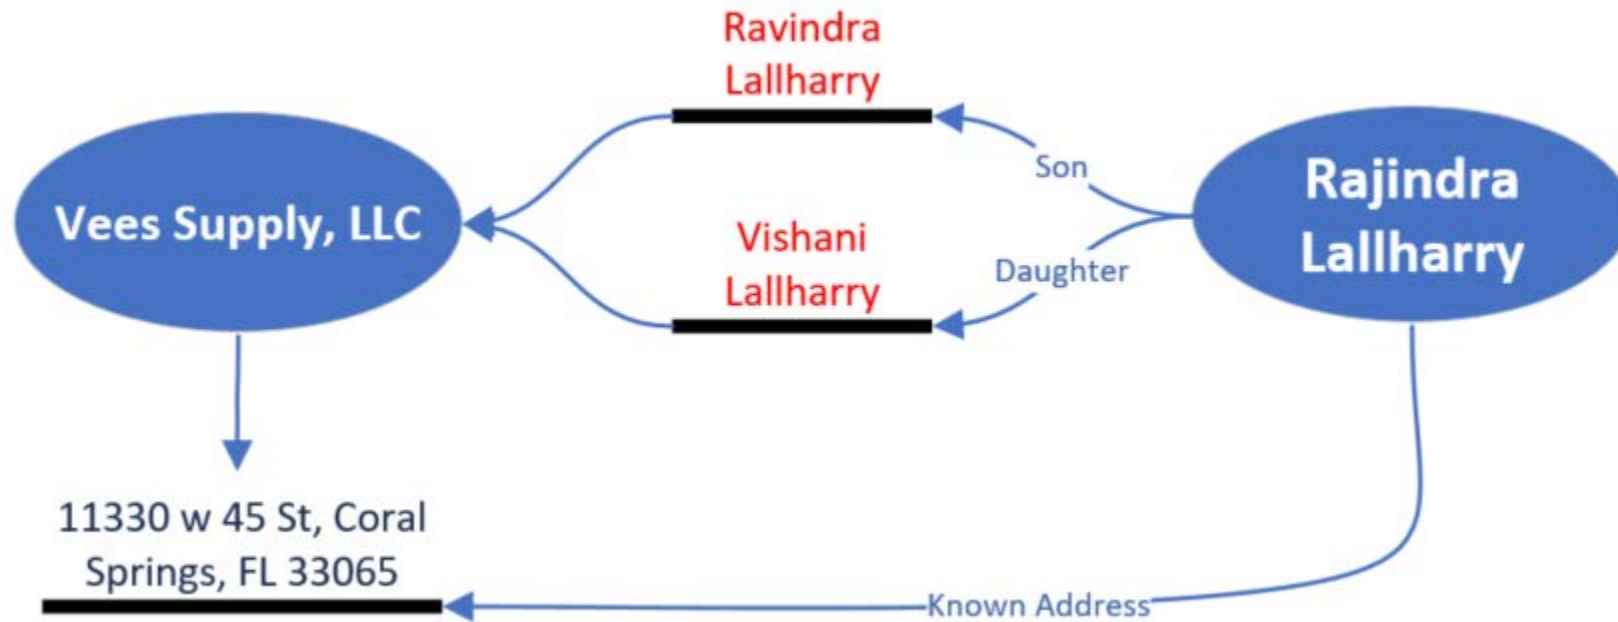 Ravindra
Lallharry
Son
Rajindra
Lallharry
Vees Supply, LLC
Vishani
Lallharry
Daughter
11330 w 45 St, Coral
Springs, FL 33065
Known Address